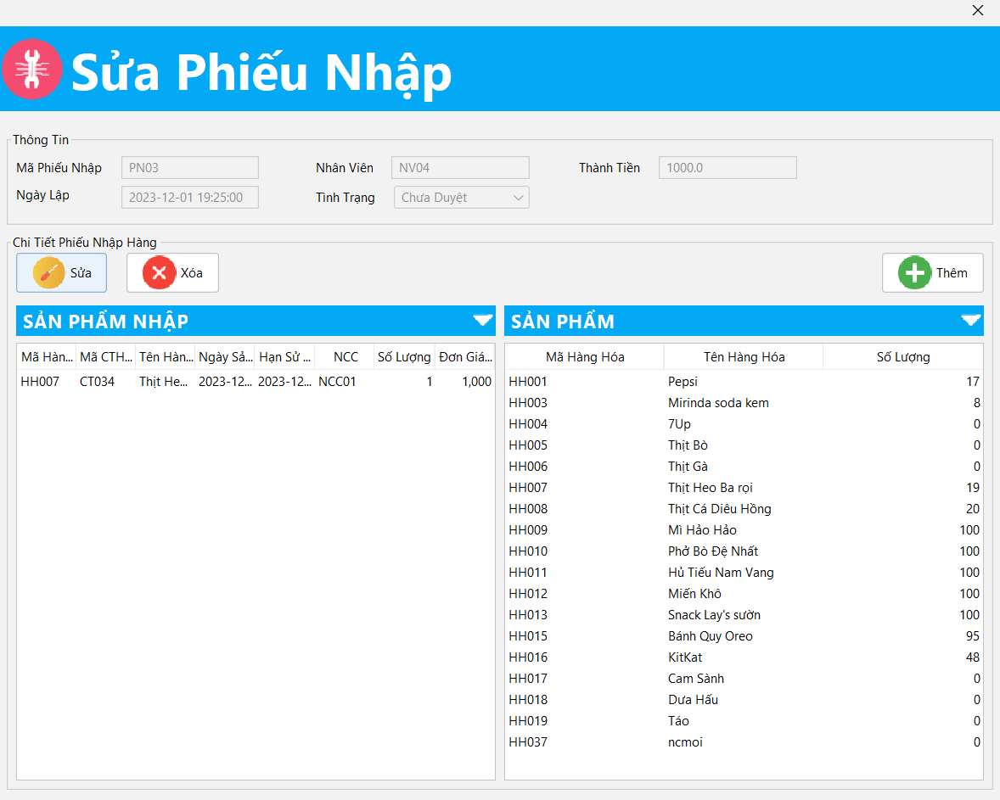 Sửa Phiếu Nhập
Thông Tin
Mã Phiếu Nhập PN03 Nhân Viên NV04 Thành Tiền 1000.0
Ngày Lập 2023-12-01 19:25:00 Tình Trạng Chưa Duyệt
Chi Tiết Phiếu Nhập Hàng
Sửa Xóa Thêm
SẢN PHẨM NHẬP
Mã Hàn... Mã CTH... Tên Hàn... Ngày Sả... Hạn Sử ... NCC Số Lượng Đơn Giá...
HH007 CT034 Thịt He... 2023-12... 2023-12... NCC01 1 1,000
SẢN PHẨM
Mã Hàng Hóa Tên Hàng Hóa Số Lượng
HH001 Pepsi 17
HH003 Mirinda soda kem 8
HH004 7Up 0
HH005 Thịt Bò 0
HH006 Thịt Gà 0
HH007 Thịt Heo Ba rọi 19
HH008 Thịt Cá Diêu Hồng 20
HH009 Mì Hảo Hảo 100
HH010 Phở Bò Đệ Nhất 100
HH011 Hủ Tiếu Nam Vang 100
HH012 Miến Khô 100
HH013 Snack Lay's sườn 100
HH015 Bánh Quy Oreo 95
HH016 KitKat 48
HH017 Cam Sành 0
HH018 Dưa Hấu 0
HH019 Táo 0
HH037 ncmoi 0